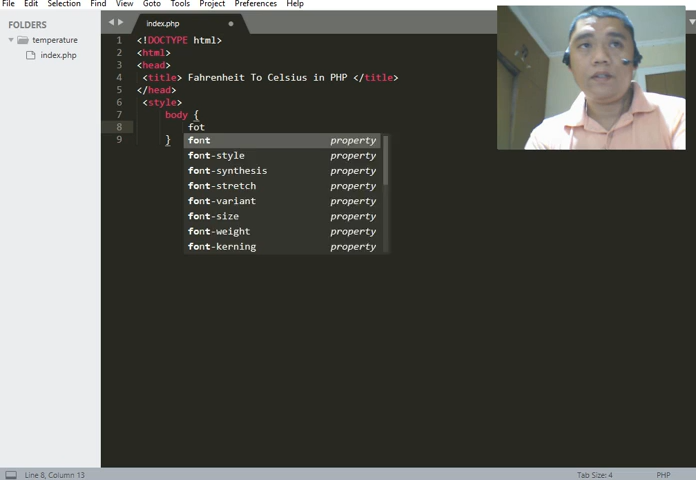 File Edit Selection Find View Goto Tools Project Preferences Help
FOLDERS
temperature
index.php
index.php
1 <!DOCTYPE html>
2 <html>
3 <head>
4 <title> Fahrenheit To Celsius in PHP </title>
5 </head>
6 <style>
7 body {
8 fot
9 }
font property
font-style property
font-synthesis property
font-stretch property
font-variant property
font-size property
font-weight property
font-kerning property
Line 8, Column 13 Tab Size: 4 PHP